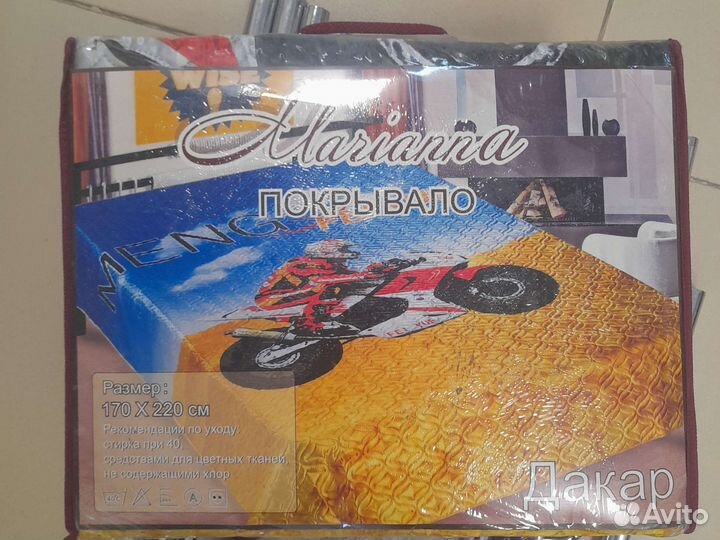 WISE
Marianna
ПОКРЫВАЛО
Размер:
170 X 220 см
Рекомендации по уходу:
стирка при 40,
средствами для цветных тканей,
не содержащими хлор
40°C
A
Дакар
Avito